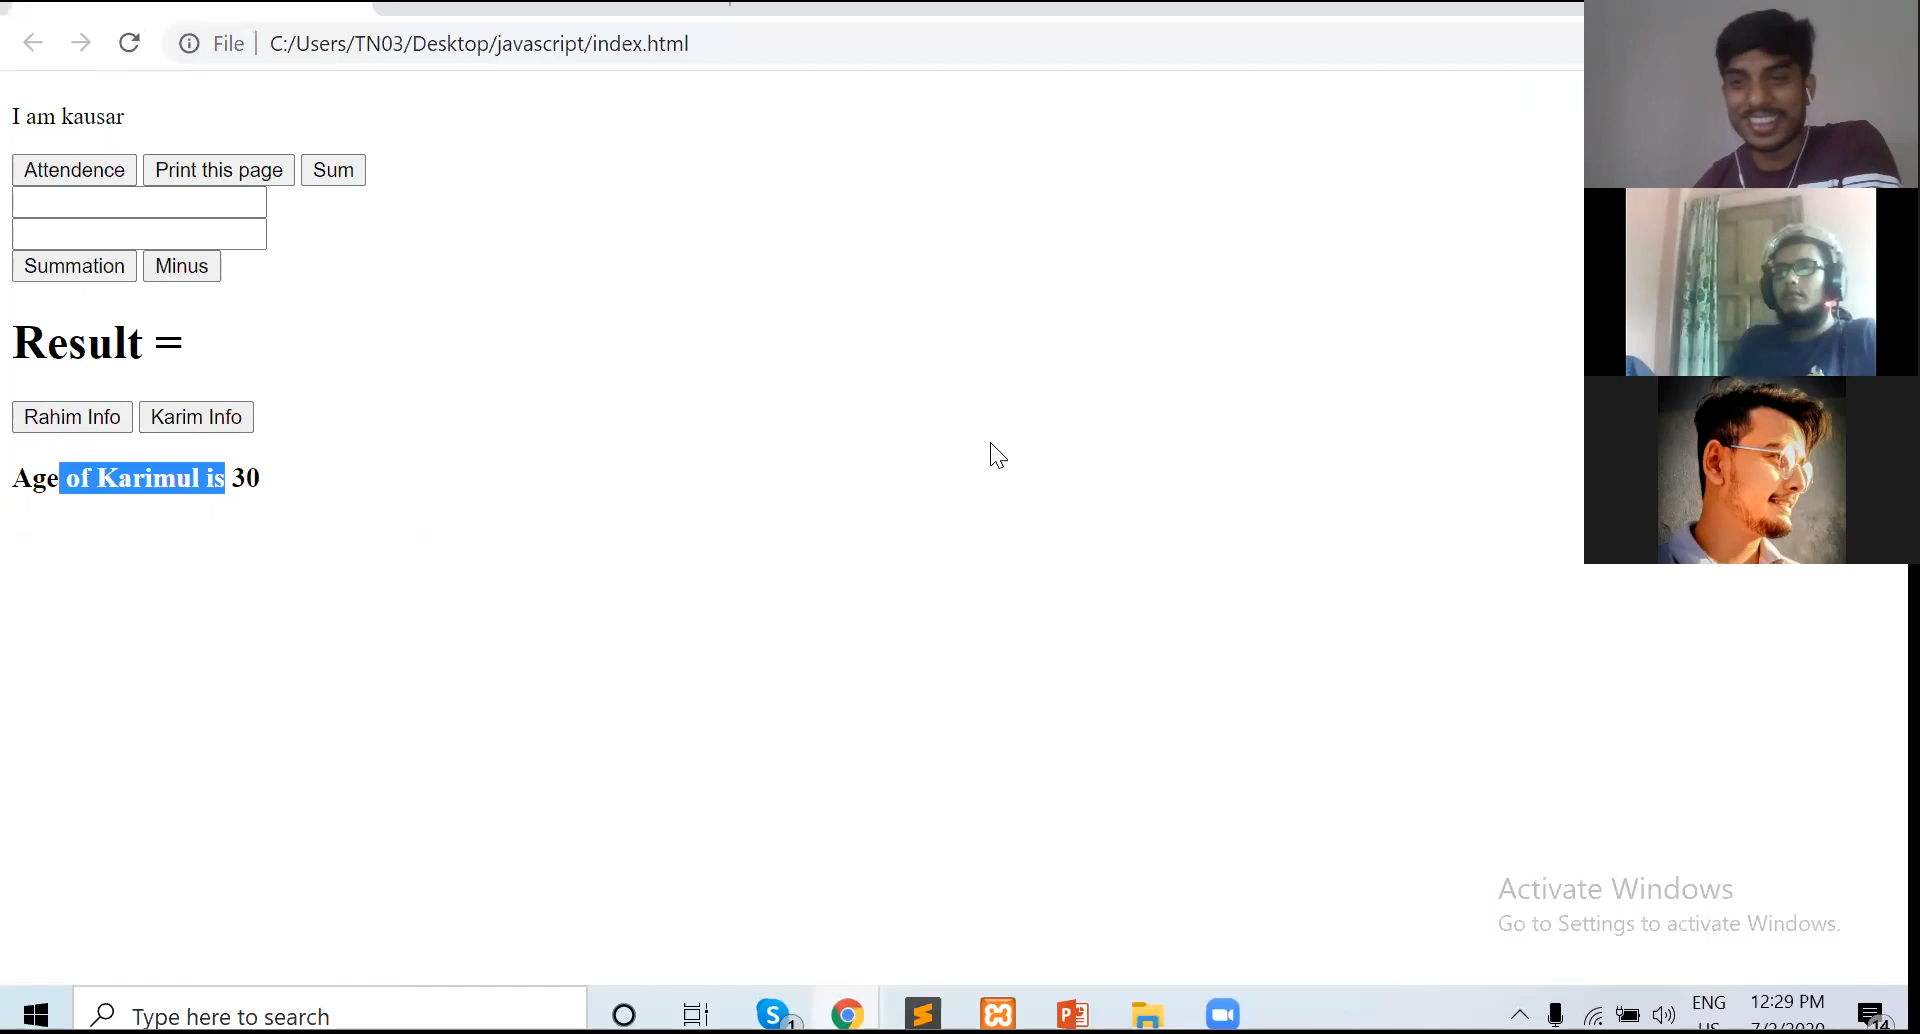 File
C:/Users/TN03/Desktop/javascript/index.html
I am kausar
Attendence Print this page Sum
Summation Minus
Result =
Rahim Info Karim Info
Age of Karimul is 30
Activate Windows
Go to Settings to activate Windows.
Type here to search
ENG
12:29 PM